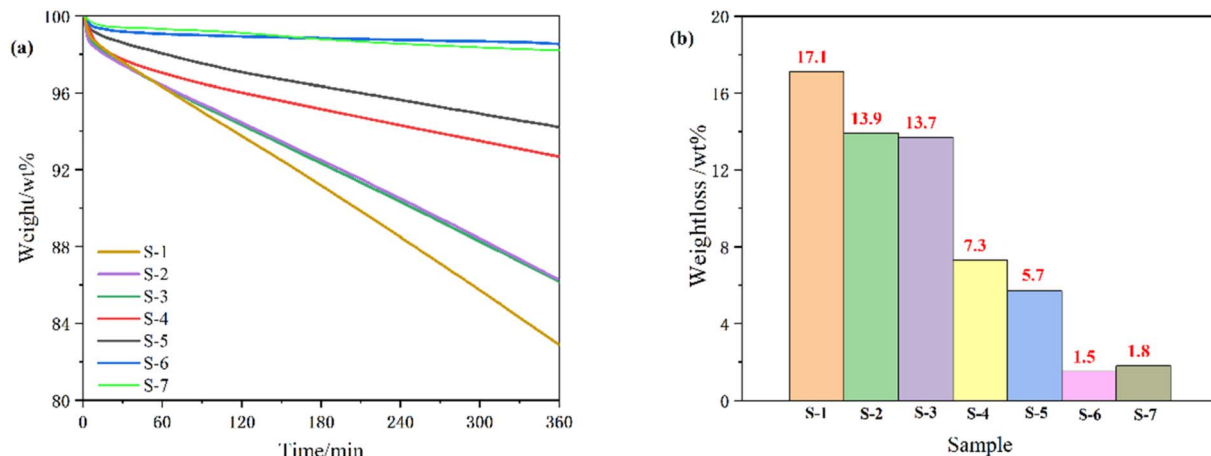 (a)
Weight/wt%
100
96
92
88
84
80
S-1
S-2
S-3
S-4
S-5
S-6
S-7
0 60 120 180 240 300 360
Time/min
(b)
Weightloss /wt%
20
16
12
8
4
0
17.1
13.9
13.7
7.3
5.7
1.5
1.8
S-1 S-2 S-3 S-4 S-5 S-6 S-7
Sample